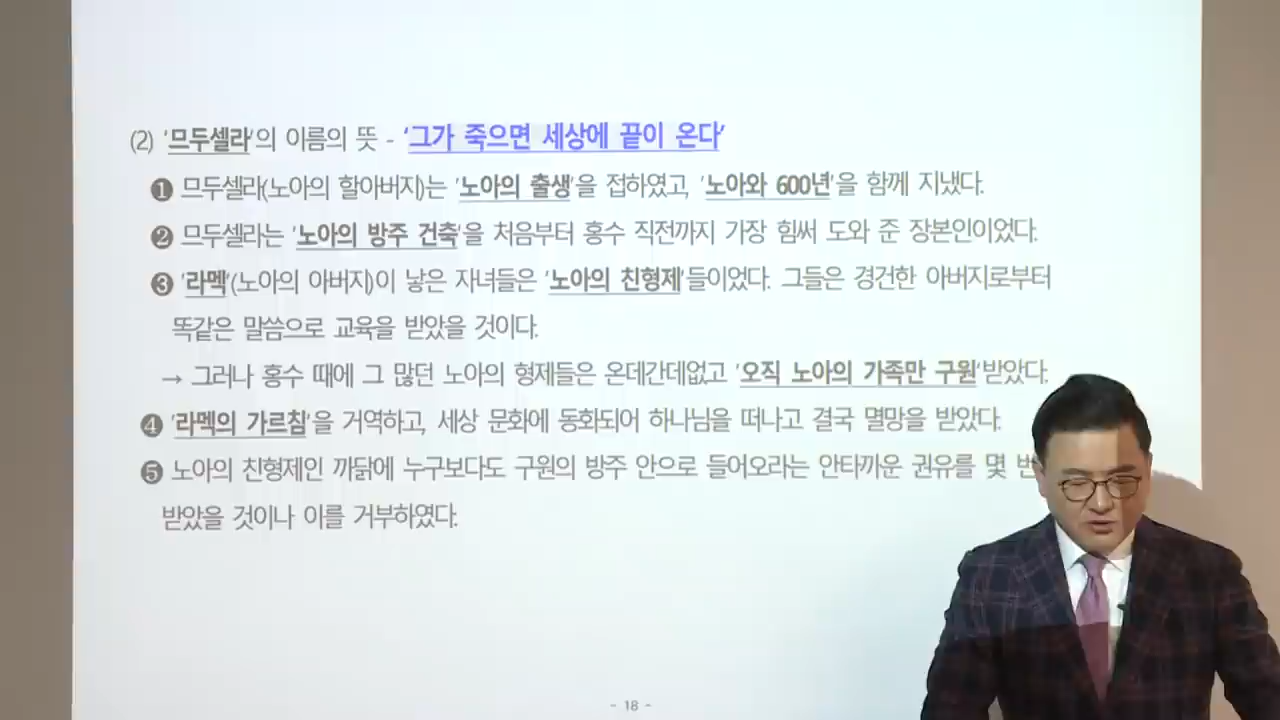 (2) '므두셀라'의 이름의 뜻 - '그가 죽으면 세상에 끝이 온다'
❶ 므두셀라(노아의 할아버지)는 '노아의 출생'을 접하였고, '노아와 600년'을 함께 지냈다.
❷ 므두셀라는 '노아의 방주 건축'을 처음부터 홍수 직전까지 가장 힘써 도와 준 장본인이었다.
❸ '라멕'(노아의 아버지)이 낳은 자녀들은 '노아의 친형제'들이었다. 그들은 경건한 아버지로부터
똑같은 말씀으로 교육을 받았을 것이다.
→ 그러나 홍수 때에 그 많던 노아의 형제들은 온데간데없고 '오직 노아의 가족만 구원'받았다.
❹ '라멕의 가르침'을 거역하고, 세상 문화에 동화되어 하나님을 떠나고 결국 멸망을 받았다.
❺ 노아의 친형제인 까닭에 누구보다도 구원의 방주 안으로 들어오라는 안타까운 권유를 몇
받았을 것이나 이를 거부하였다.
- 18 -